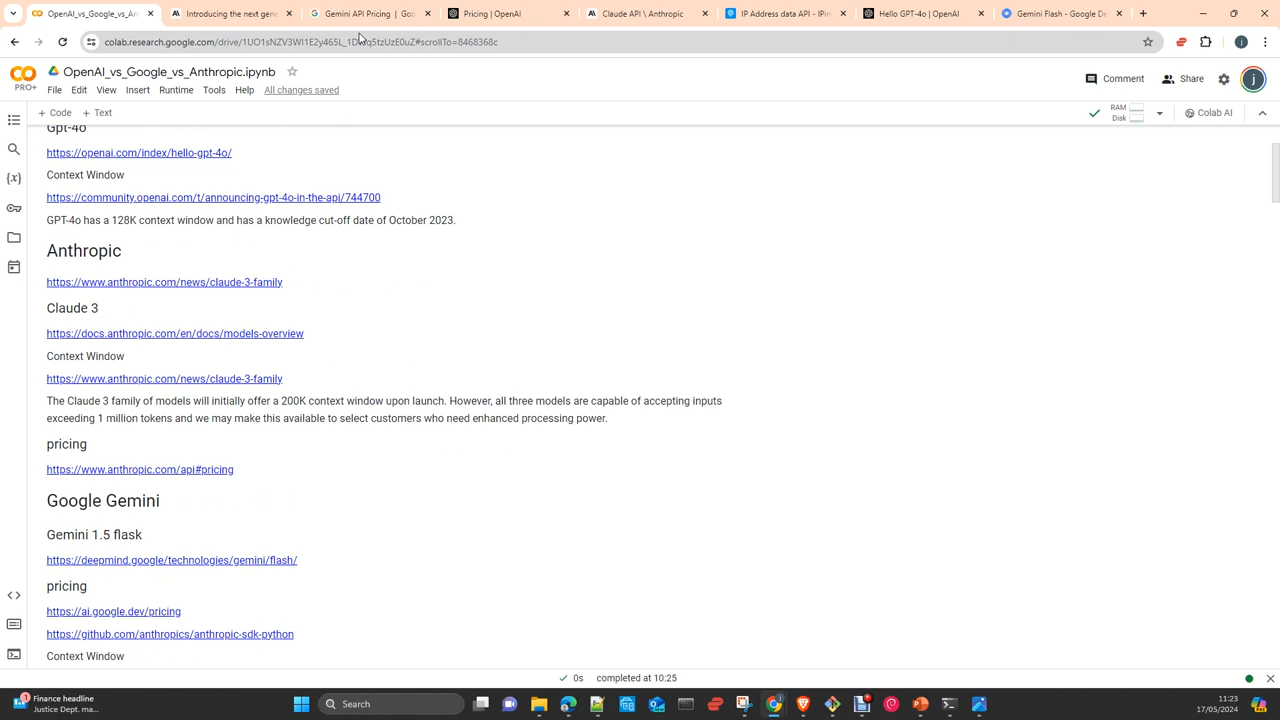 OpenAI_vs_Google_vs_An
Introducing the next gene
Gemini API Pricing | Goo
Pricing | OpenAI
Claude API \ Anthropic
IP Address data API - IPin
Hello GPT-4o | OpenAI
Gemini Flash - Google De
OpenAI_vs_Google_vs_Anthropic.ipynb
PRO+
File Edit View Insert Runtime Tools Help All changes saved
Comment
Share
j
+ Code + Text
RAM
Disk
Colab AI
Gpt-4o
https://openai.com/index/hello-gpt-4o/
Context Window
https://community.openai.com/t/announcing-gpt-4o-in-the-api/744700
GPT-4o has a 128K context window and has a knowledge cut-off date of October 2023.
Anthropic
https://www.anthropic.com/news/claude-3-family
Claude 3
https://docs.anthropic.com/en/docs/models-overview
Context Window
https://www.anthropic.com/news/claude-3-family
The Claude 3 family of models will initially offer a 200K context window upon launch. However, all three models are capable of accepting inputs
exceeding 1 million tokens and we may make this available to select customers who need enhanced processing power.
pricing
https://www.anthropic.com/api#pricing
Google Gemini
Gemini 1.5 flask
https://deepmind.google/technologies/gemini/flash/
pricing
https://ai.google.dev/pricing
https://github.com/anthropics/anthropic-sdk-python
Context Window
0s completed at 10:25
Finance headline
Justice Dept. ma...
Search
11:23
17/05/2024